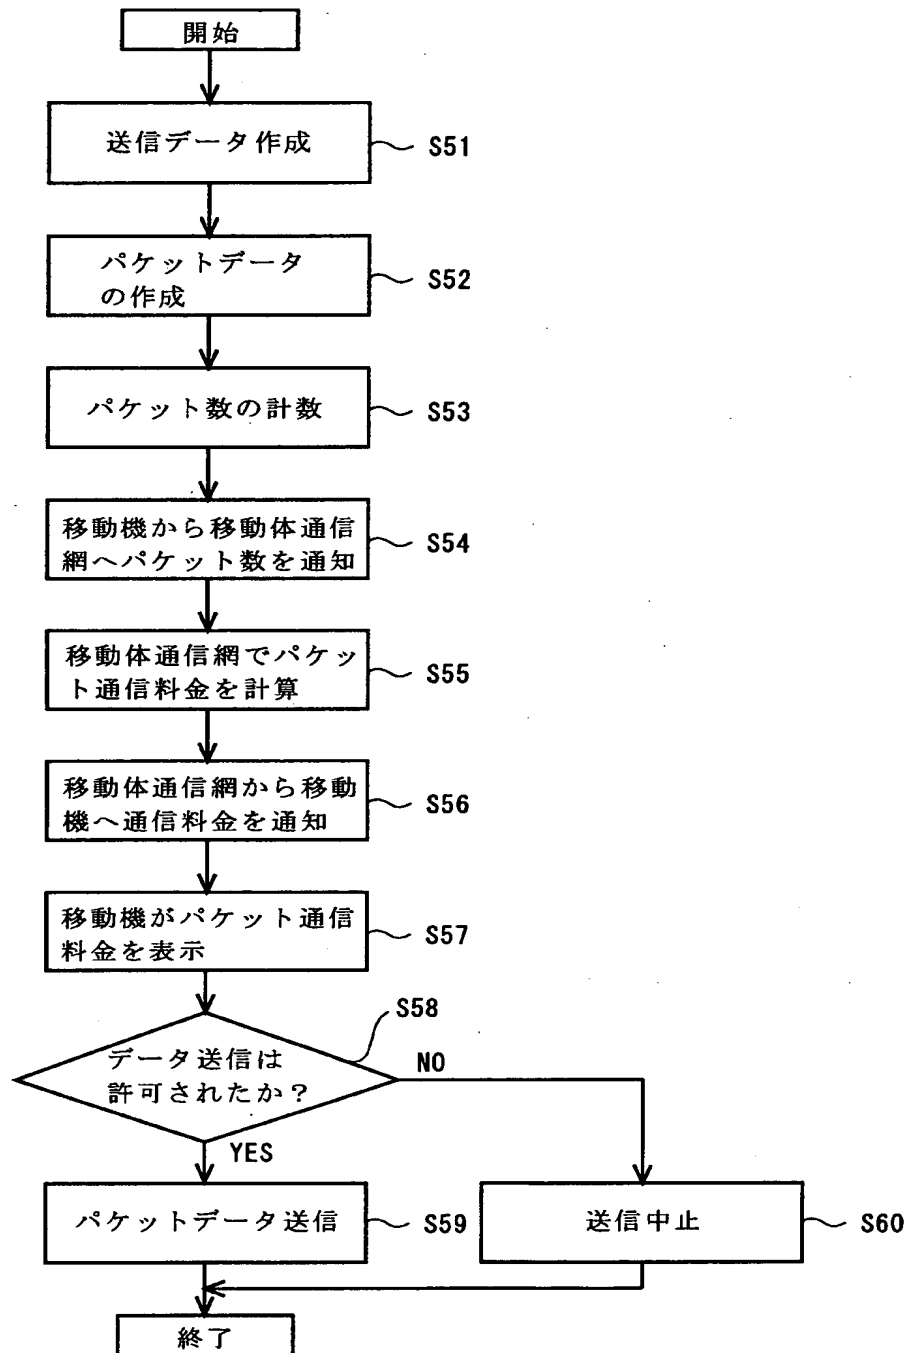 開始
送信データ作成
S51
パケットデータ
の作成
S52
パケット数の計数
S53
移動機から移動体通信
網へパケット数を通知
S54
移動体通信網でパケッ
ト通信料金を計算
S55
移動体通信網から移動
機へ通信料金を通知
S56
移動機がパケット通信
料金を表示
S57
S58
データ送信は
許可されたか？
NO
YES
パケットデータ送信
S59
送信中止
S60
終了